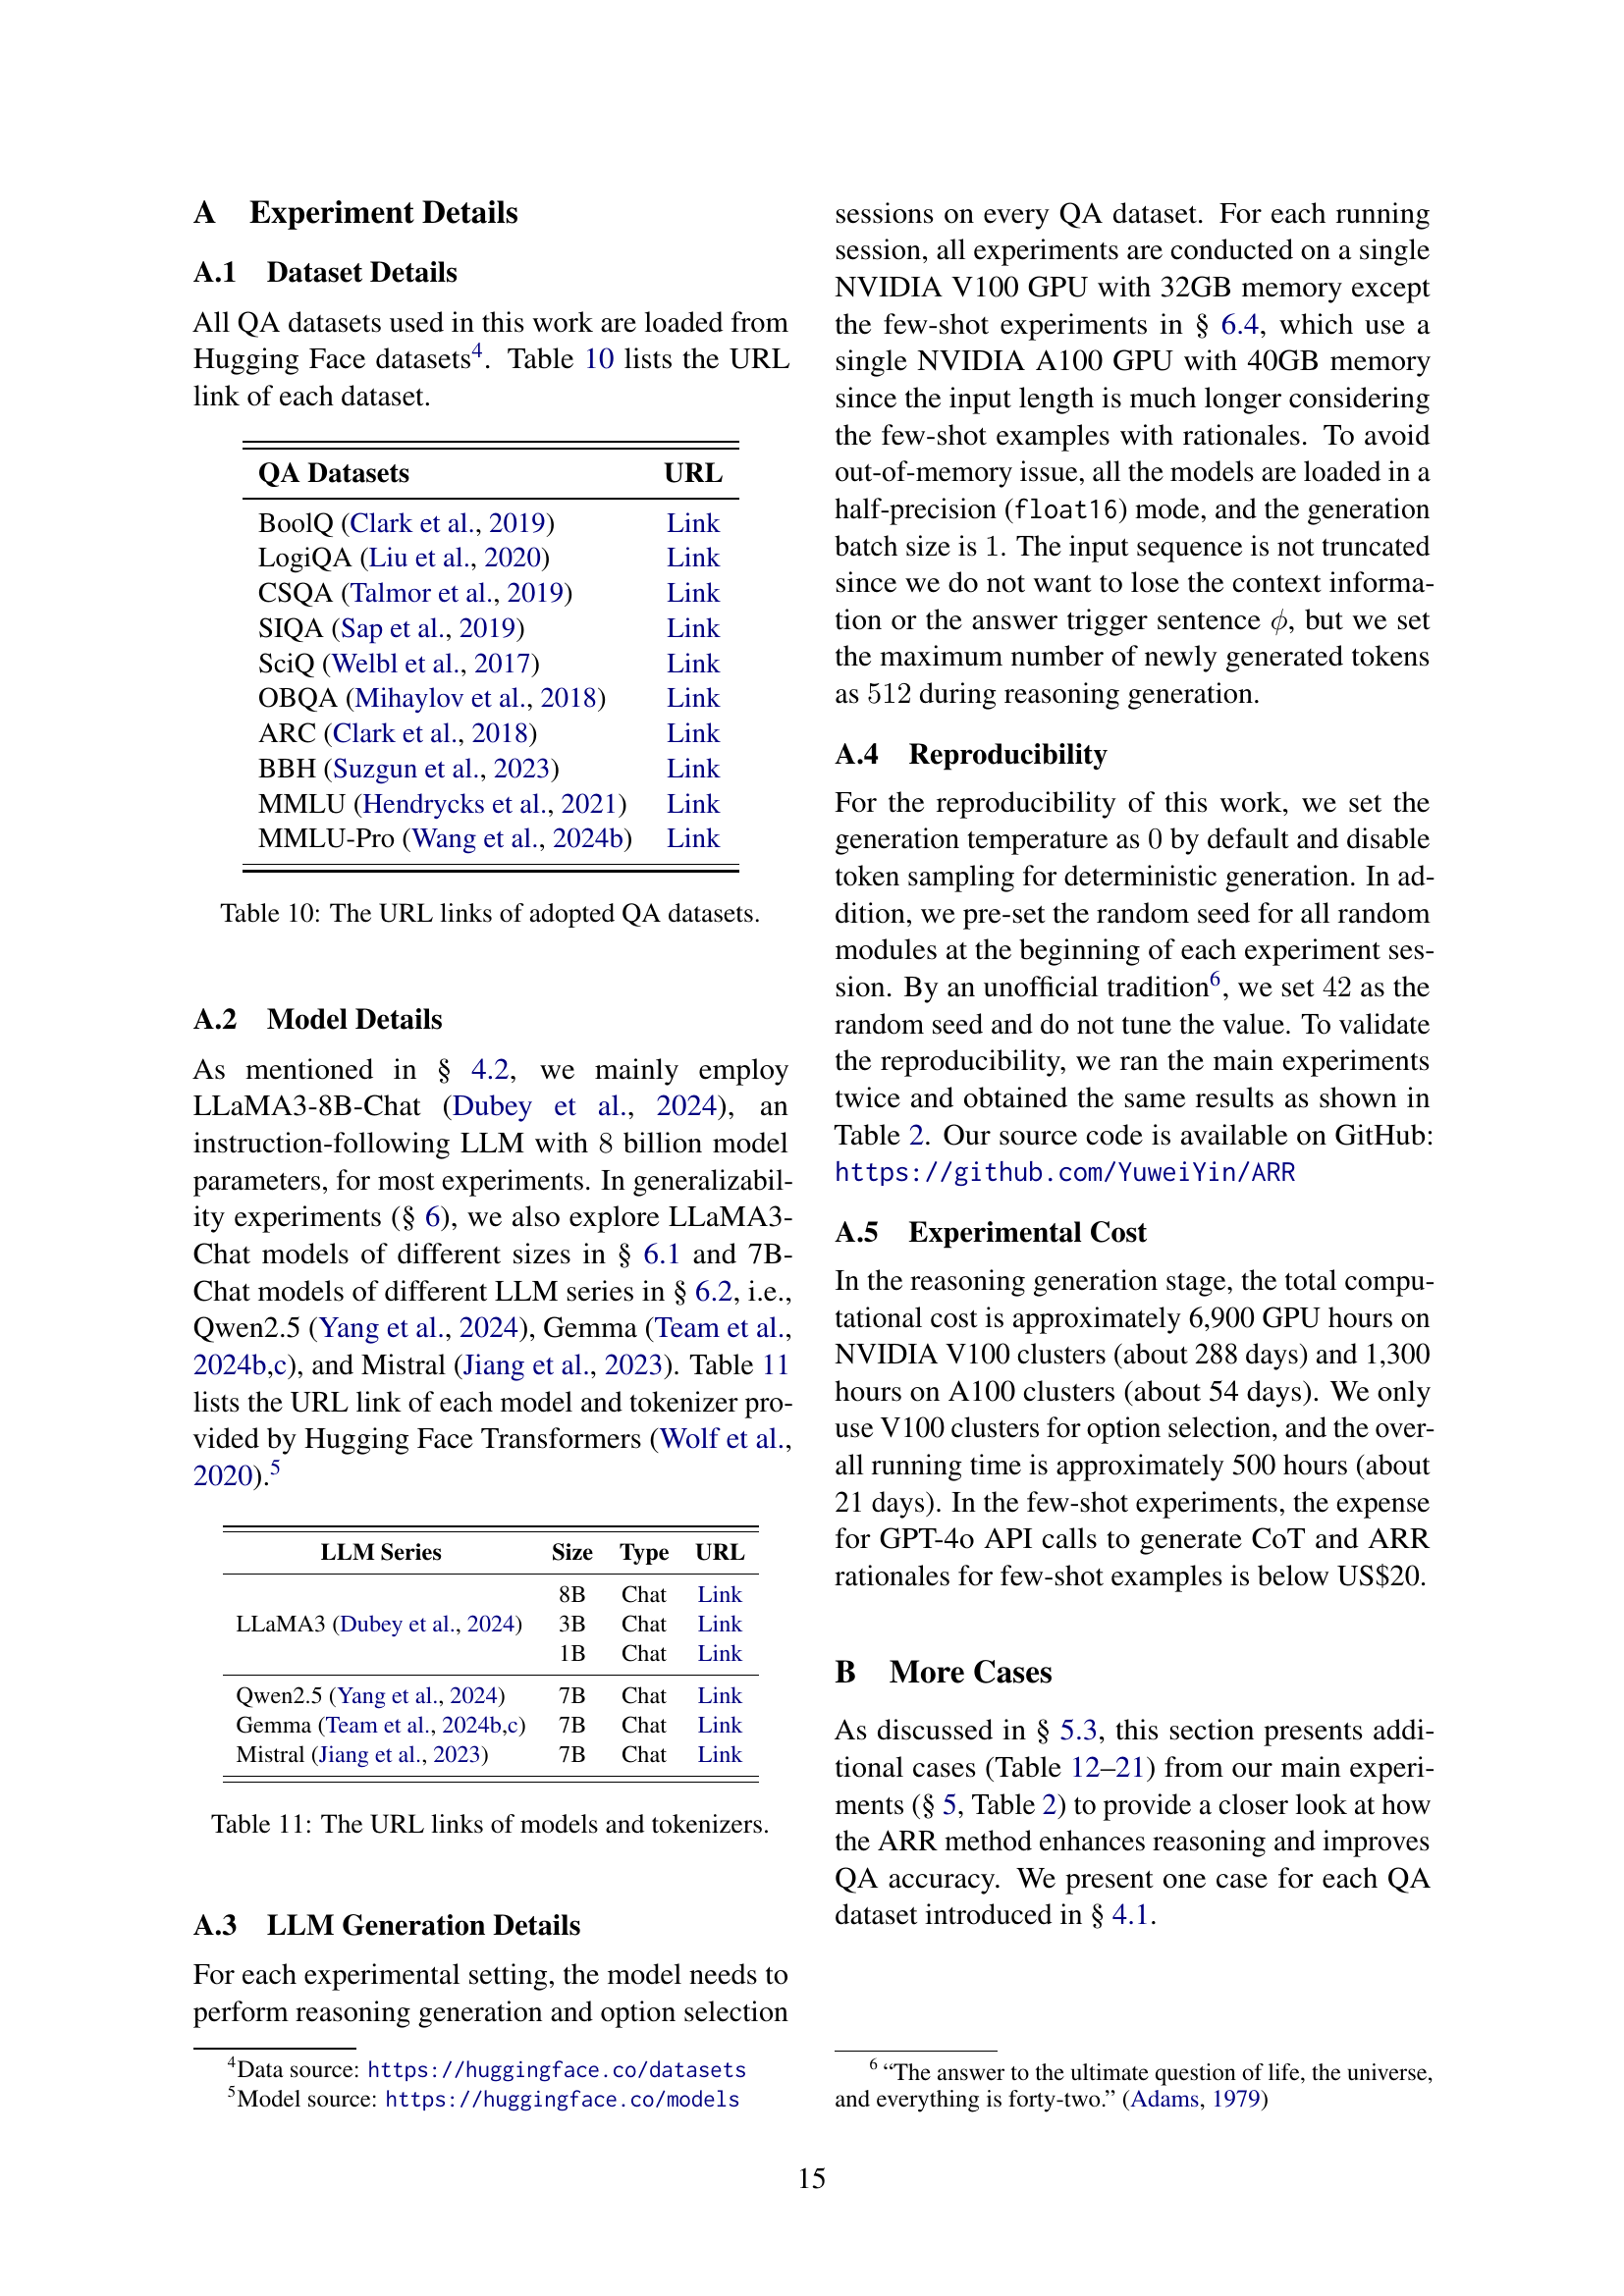 A Experiment Details
A.1 Dataset Details
All QA datasets used in this work are loaded from
Hugging Face datasets4. Table 10 lists the URL
link of each dataset.
QA Datasets URL
BoolQ (Clark et al., 2019) Link
LogiQA (Liu et al., 2020) Link
CSQA (Talmor et al., 2019) Link
SIQA (Sap et al., 2019) Link
SciQ (Welbl et al., 2017) Link
OBQA (Mihaylov et al., 2018) Link
ARC (Clark et al., 2018) Link
BBH (Suzgun et al., 2023) Link
MMLU (Hendrycks et al., 2021) Link
MMLU-Pro (Wang et al., 2024b) Link
Table 10: The URL links of adopted QA datasets.
A.2 Model Details
As mentioned in § 4.2, we mainly employ
LLaMA3-8B-Chat (Dubey et al., 2024), an
instruction-following LLM with 8 billion model
parameters, for most experiments. In generalizabil-
ity experiments (§ 6), we also explore LLaMA3-
Chat models of different sizes in § 6.1 and 7B-
Chat models of different LLM series in § 6.2, i.e.,
Qwen2.5 (Yang et al., 2024), Gemma (Team et al.,
2024b,c), and Mistral (Jiang et al., 2023). Table 11
lists the URL link of each model and tokenizer pro-
vided by Hugging Face Transformers (Wolf et al.,
2020).5
LLM Series Size Type URL
8B Chat Link
LLaMA3 (Dubey et al., 2024) 3B Chat Link
1B Chat Link
Qwen2.5 (Yang et al., 2024) 7B Chat Link
Gemma (Team et al., 2024b,c) 7B Chat Link
Mistral (Jiang et al., 2023) 7B Chat Link
Table 11: The URL links of models and tokenizers.
A.3 LLM Generation Details
For each experimental setting, the model needs to
perform reasoning generation and option selection
4Data source: https://huggingface.co/datasets
5Model source: https://huggingface.co/models
sessions on every QA dataset. For each running
session, all experiments are conducted on a single
NVIDIA V100 GPU with 32GB memory except
the few-shot experiments in § 6.4, which use a
single NVIDIA A100 GPU with 40GB memory
since the input length is much longer considering
the few-shot examples with rationales. To avoid
out-of-memory issue, all the models are loaded in a
half-precision (float16) mode, and the generation
batch size is 1. The input sequence is not truncated
since we do not want to lose the context informa-
tion or the answer trigger sentence ϕ, but we set
the maximum number of newly generated tokens
as 512 during reasoning generation.
A.4 Reproducibility
For the reproducibility of this work, we set the
generation temperature as 0 by default and disable
token sampling for deterministic generation. In ad-
dition, we pre-set the random seed for all random
modules at the beginning of each experiment ses-
sion. By an unofficial tradition6, we set 42 as the
random seed and do not tune the value. To validate
the reproducibility, we ran the main experiments
twice and obtained the same results as shown in
Table 2. Our source code is available on GitHub:
https://github.com/YuweiYin/ARR
A.5 Experimental Cost
In the reasoning generation stage, the total compu-
tational cost is approximately 6,900 GPU hours on
NVIDIA V100 clusters (about 288 days) and 1,300
hours on A100 clusters (about 54 days). We only
use V100 clusters for option selection, and the over-
all running time is approximately 500 hours (about
21 days). In the few-shot experiments, the expense
for GPT-4o API calls to generate CoT and ARR
rationales for few-shot examples is below US$20.
B More Cases
As discussed in § 5.3, this section presents addi-
tional cases (Table 12–21) from our main experi-
ments (§ 5, Table 2) to provide a closer look at how
the ARR method enhances reasoning and improves
QA accuracy. We present one case for each QA
dataset introduced in § 4.1.
6 “The answer to the ultimate question of life, the universe,
and everything is forty-two.” (Adams, 1979)
15